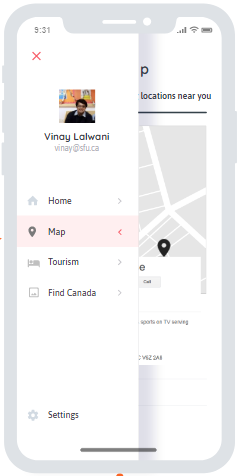 9:31
p
Vinay Lalwani
vinay@sfu.ca
locations near you
Home
Map
Tourism
Find Canada
Settings
e
Call
sports on TV serving
C V6Z 2A8